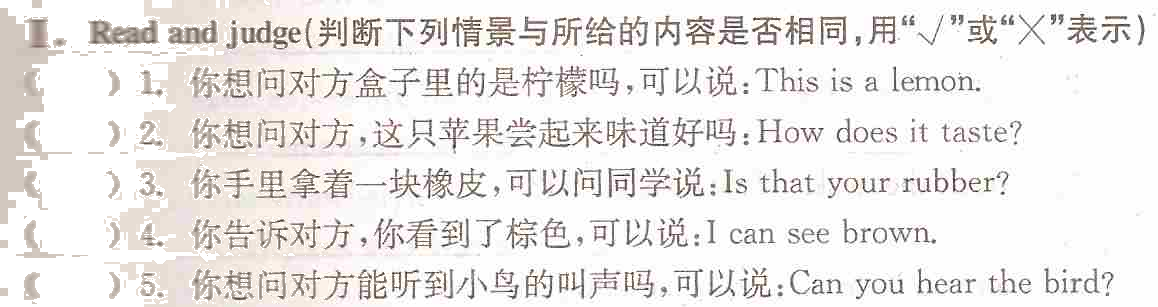 I. Read and judge(判断下列情景与所给的内容是否相同,用“√”或“×”表示)
( ) 1. 你想问对方盒子里的是柠檬吗,可以说:This is a lemon.
( ) 2. 你想问对方,这只苹果尝起来味道好吗:How does it taste?
( ) 3. 你手里拿着一块橡皮,可以问同学说:Is that your rubber?
( ) 4. 你告诉对方,你看到了棕色,可以说:I can see brown.
( ) 5. 你想问对方能听到小鸟的叫声吗,可以说:Can you hear the bird?